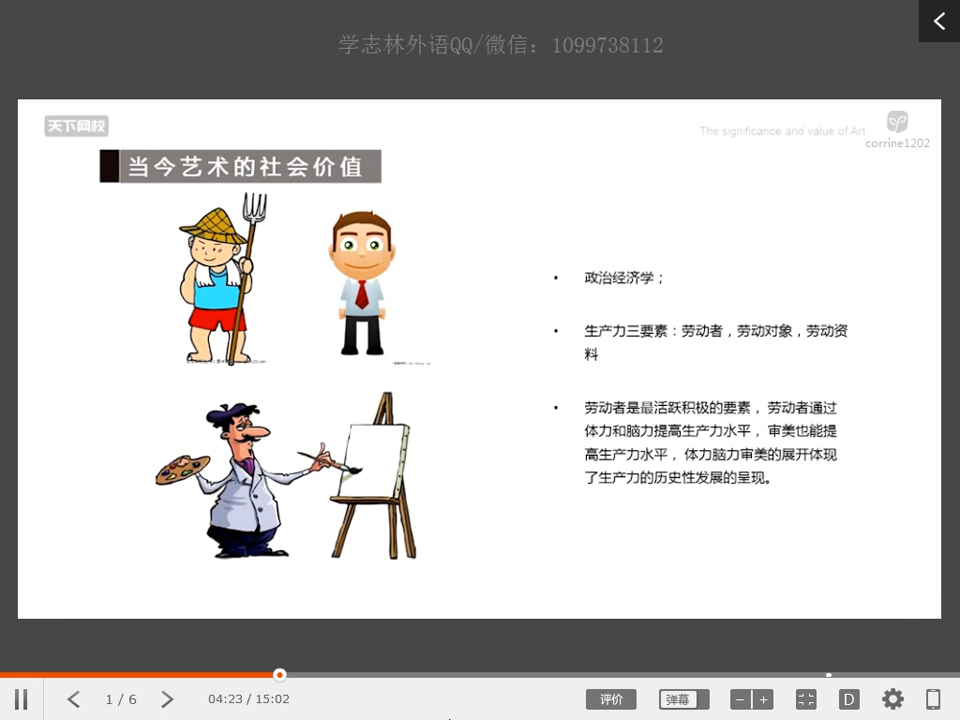 学志林外语QQ/微信：1099738112
天下网校
The significance and value of Art
corrine1202
当今艺术的社会价值
• 政治经济学；
• 生产力三要素：劳动者，劳动对象，劳动资
料
• 劳动者是最活跃积极的要素，劳动者通过
体力和脑力提高生产力水平，审美也能提
高生产力水平，体力脑力审美的展开体现
了生产力的历史性发展的呈现。
1 / 6
04:23 / 15:02
评价
弹幕
D